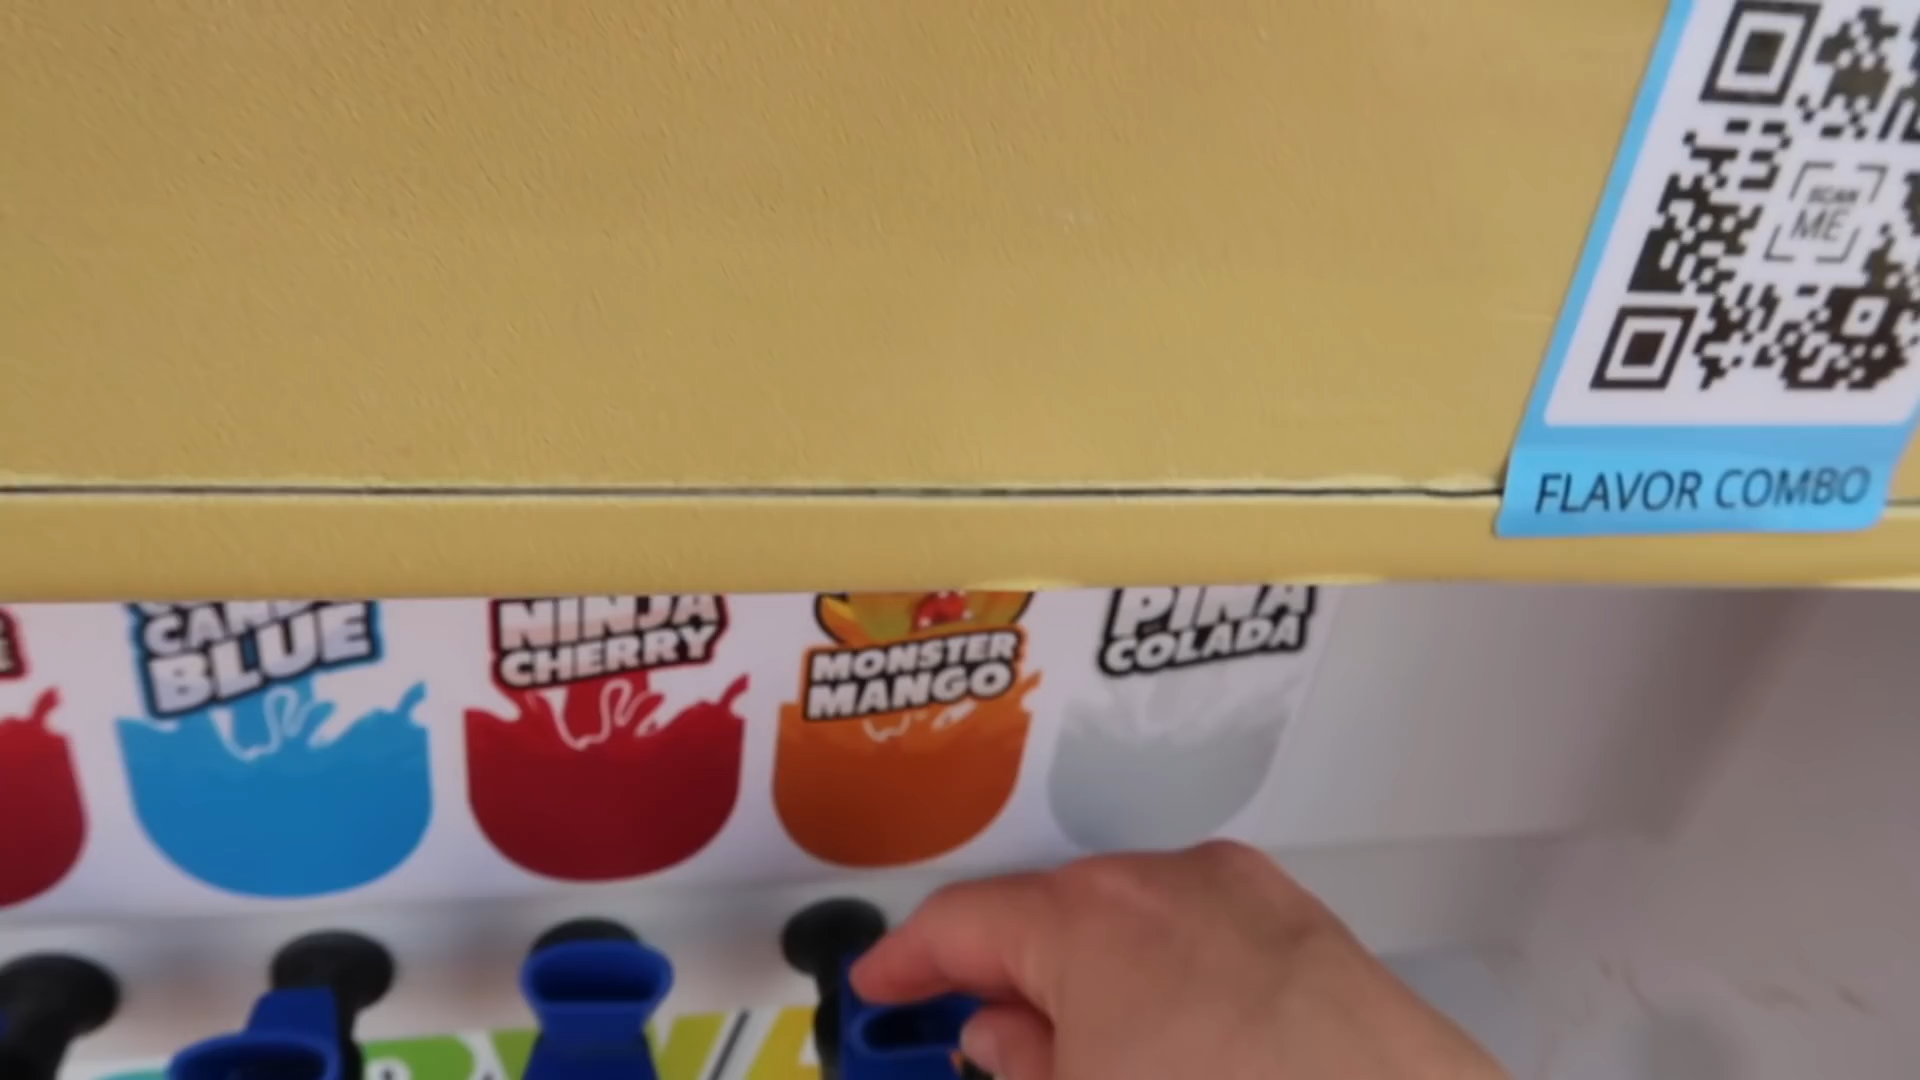 SCAN
ME
FLAVOR COMBO
BLUE
NINJA
CHERRY
MONSTER
MANGO
PINA
COLADA